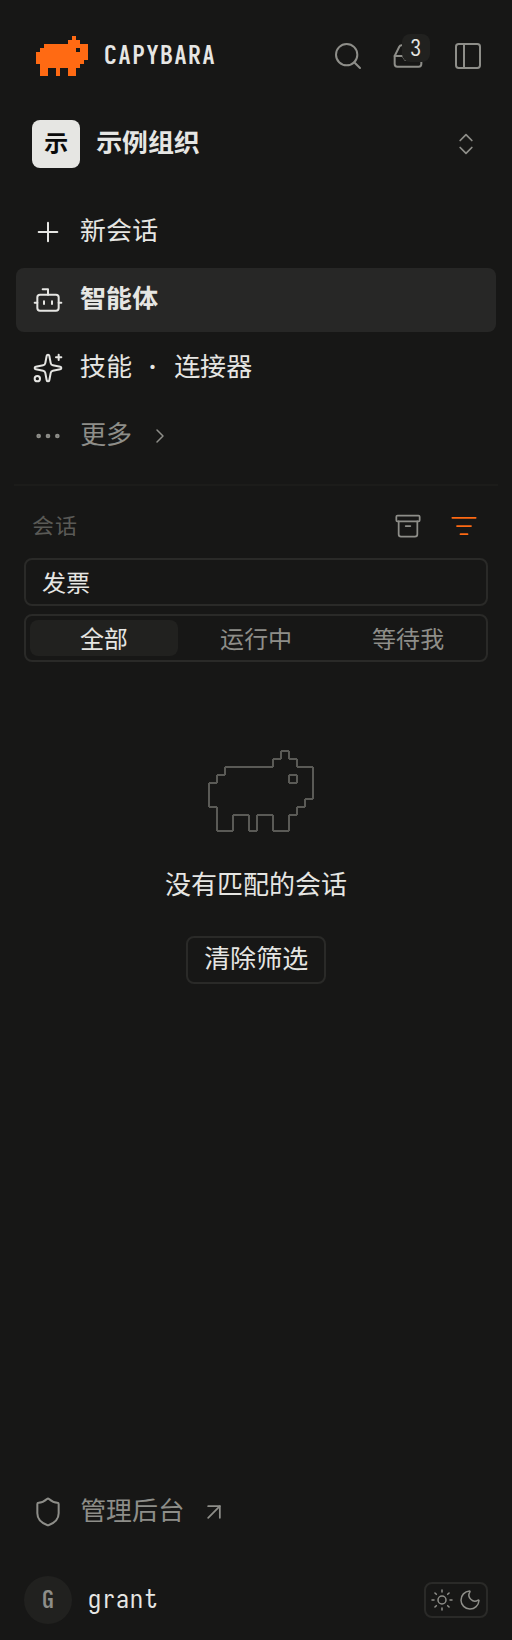 CAPYBARA
3
示 示例组织
新会话
智能体
技能 · 连接器
更多
会话
发票
全部 运行中 等待我
没有匹配的会话
清除筛选
管理后台
G grant